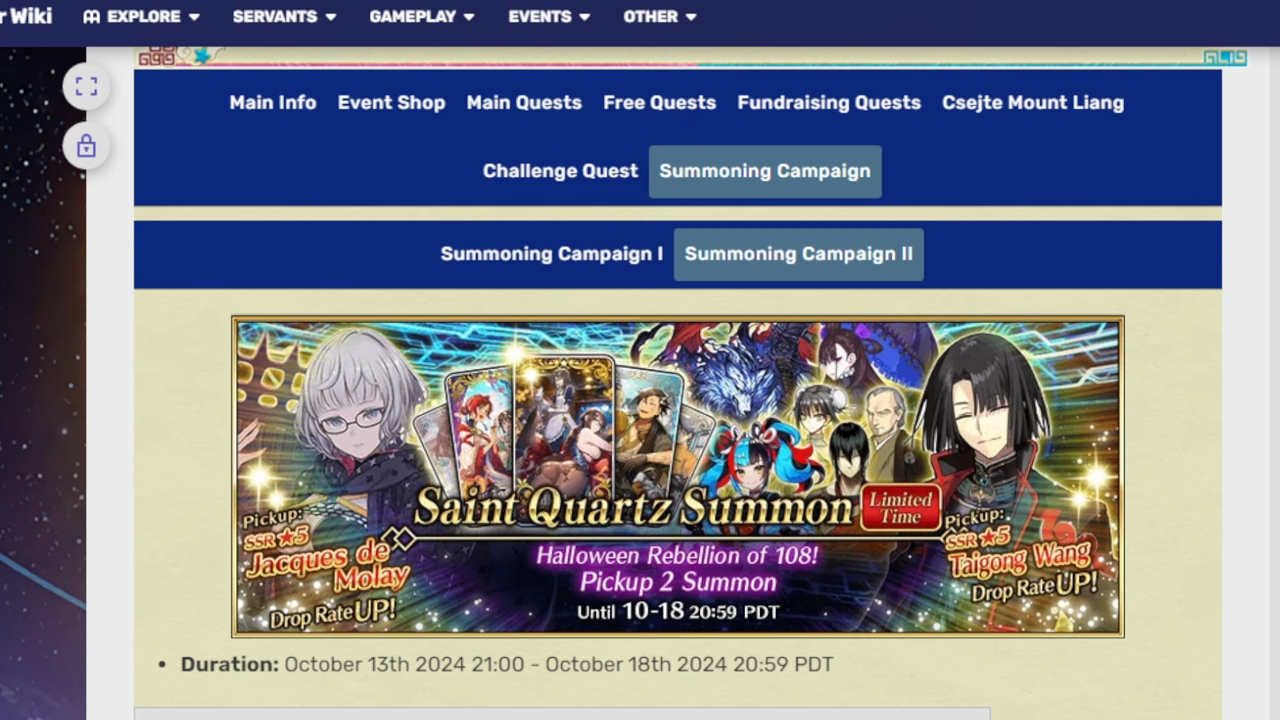 r Wiki EXPLORE SERVANTS GAMEPLAY EVENTS OTHER
Main Info Event Shop Main Quests Free Quests Fundraising Quests Csejte Mount Liang
Challenge Quest Summoning Campaign
Summoning Campaign I Summoning Campaign II
Saint Quartz Summon
Limited
Time
Pickup:
SSR ★5
Jacques de
Molay
Drop Rate UP!
Halloween Rebellion of 108!
Pickup 2 Summon
Until 10-18 20:59 PDT
Pickup:
SSR ★5
Taigong Wang
Drop Rate UP!
• Duration: October 13th 2024 21:00 - October 18th 2024 20:59 PDT